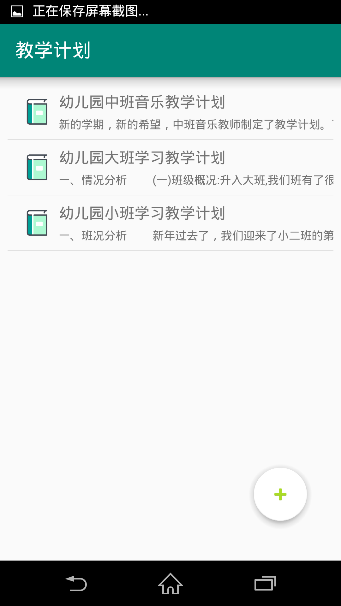 正在保存屏幕截图...
教学计划
幼儿园中班音乐教学计划
新的学期，新的希望，中班音乐教师制定了教学计划。
幼儿园大班学习教学计划
一、情况分析 (一)班级概况:升入大班,我们班有了很
幼儿园小班学习教学计划
一、班况分析 新年过去了，我们迎来了小二班的第
+